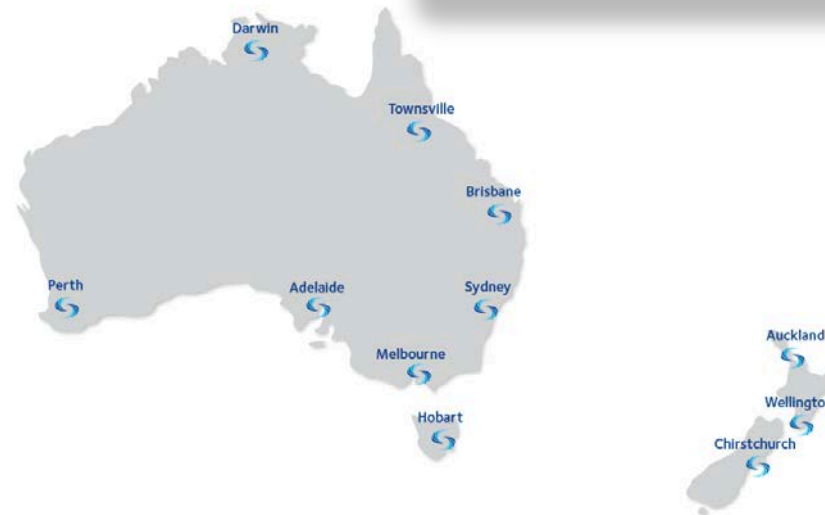 Darwin
Townsville
Brisbane
Perth
Adelaide
Sydney
Auckland
Melbourne
Wellingto
Hobart
Chirstchurch